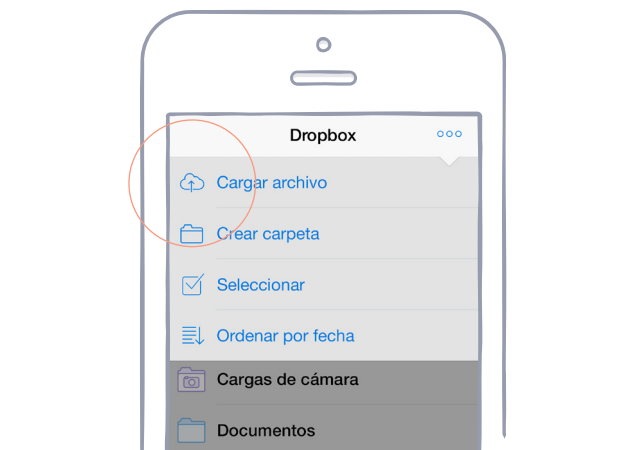 Dropbox
Cargar archivo
Crear carpeta
Seleccionar
Ordenar por fecha
Cargas de cámara
Documentos